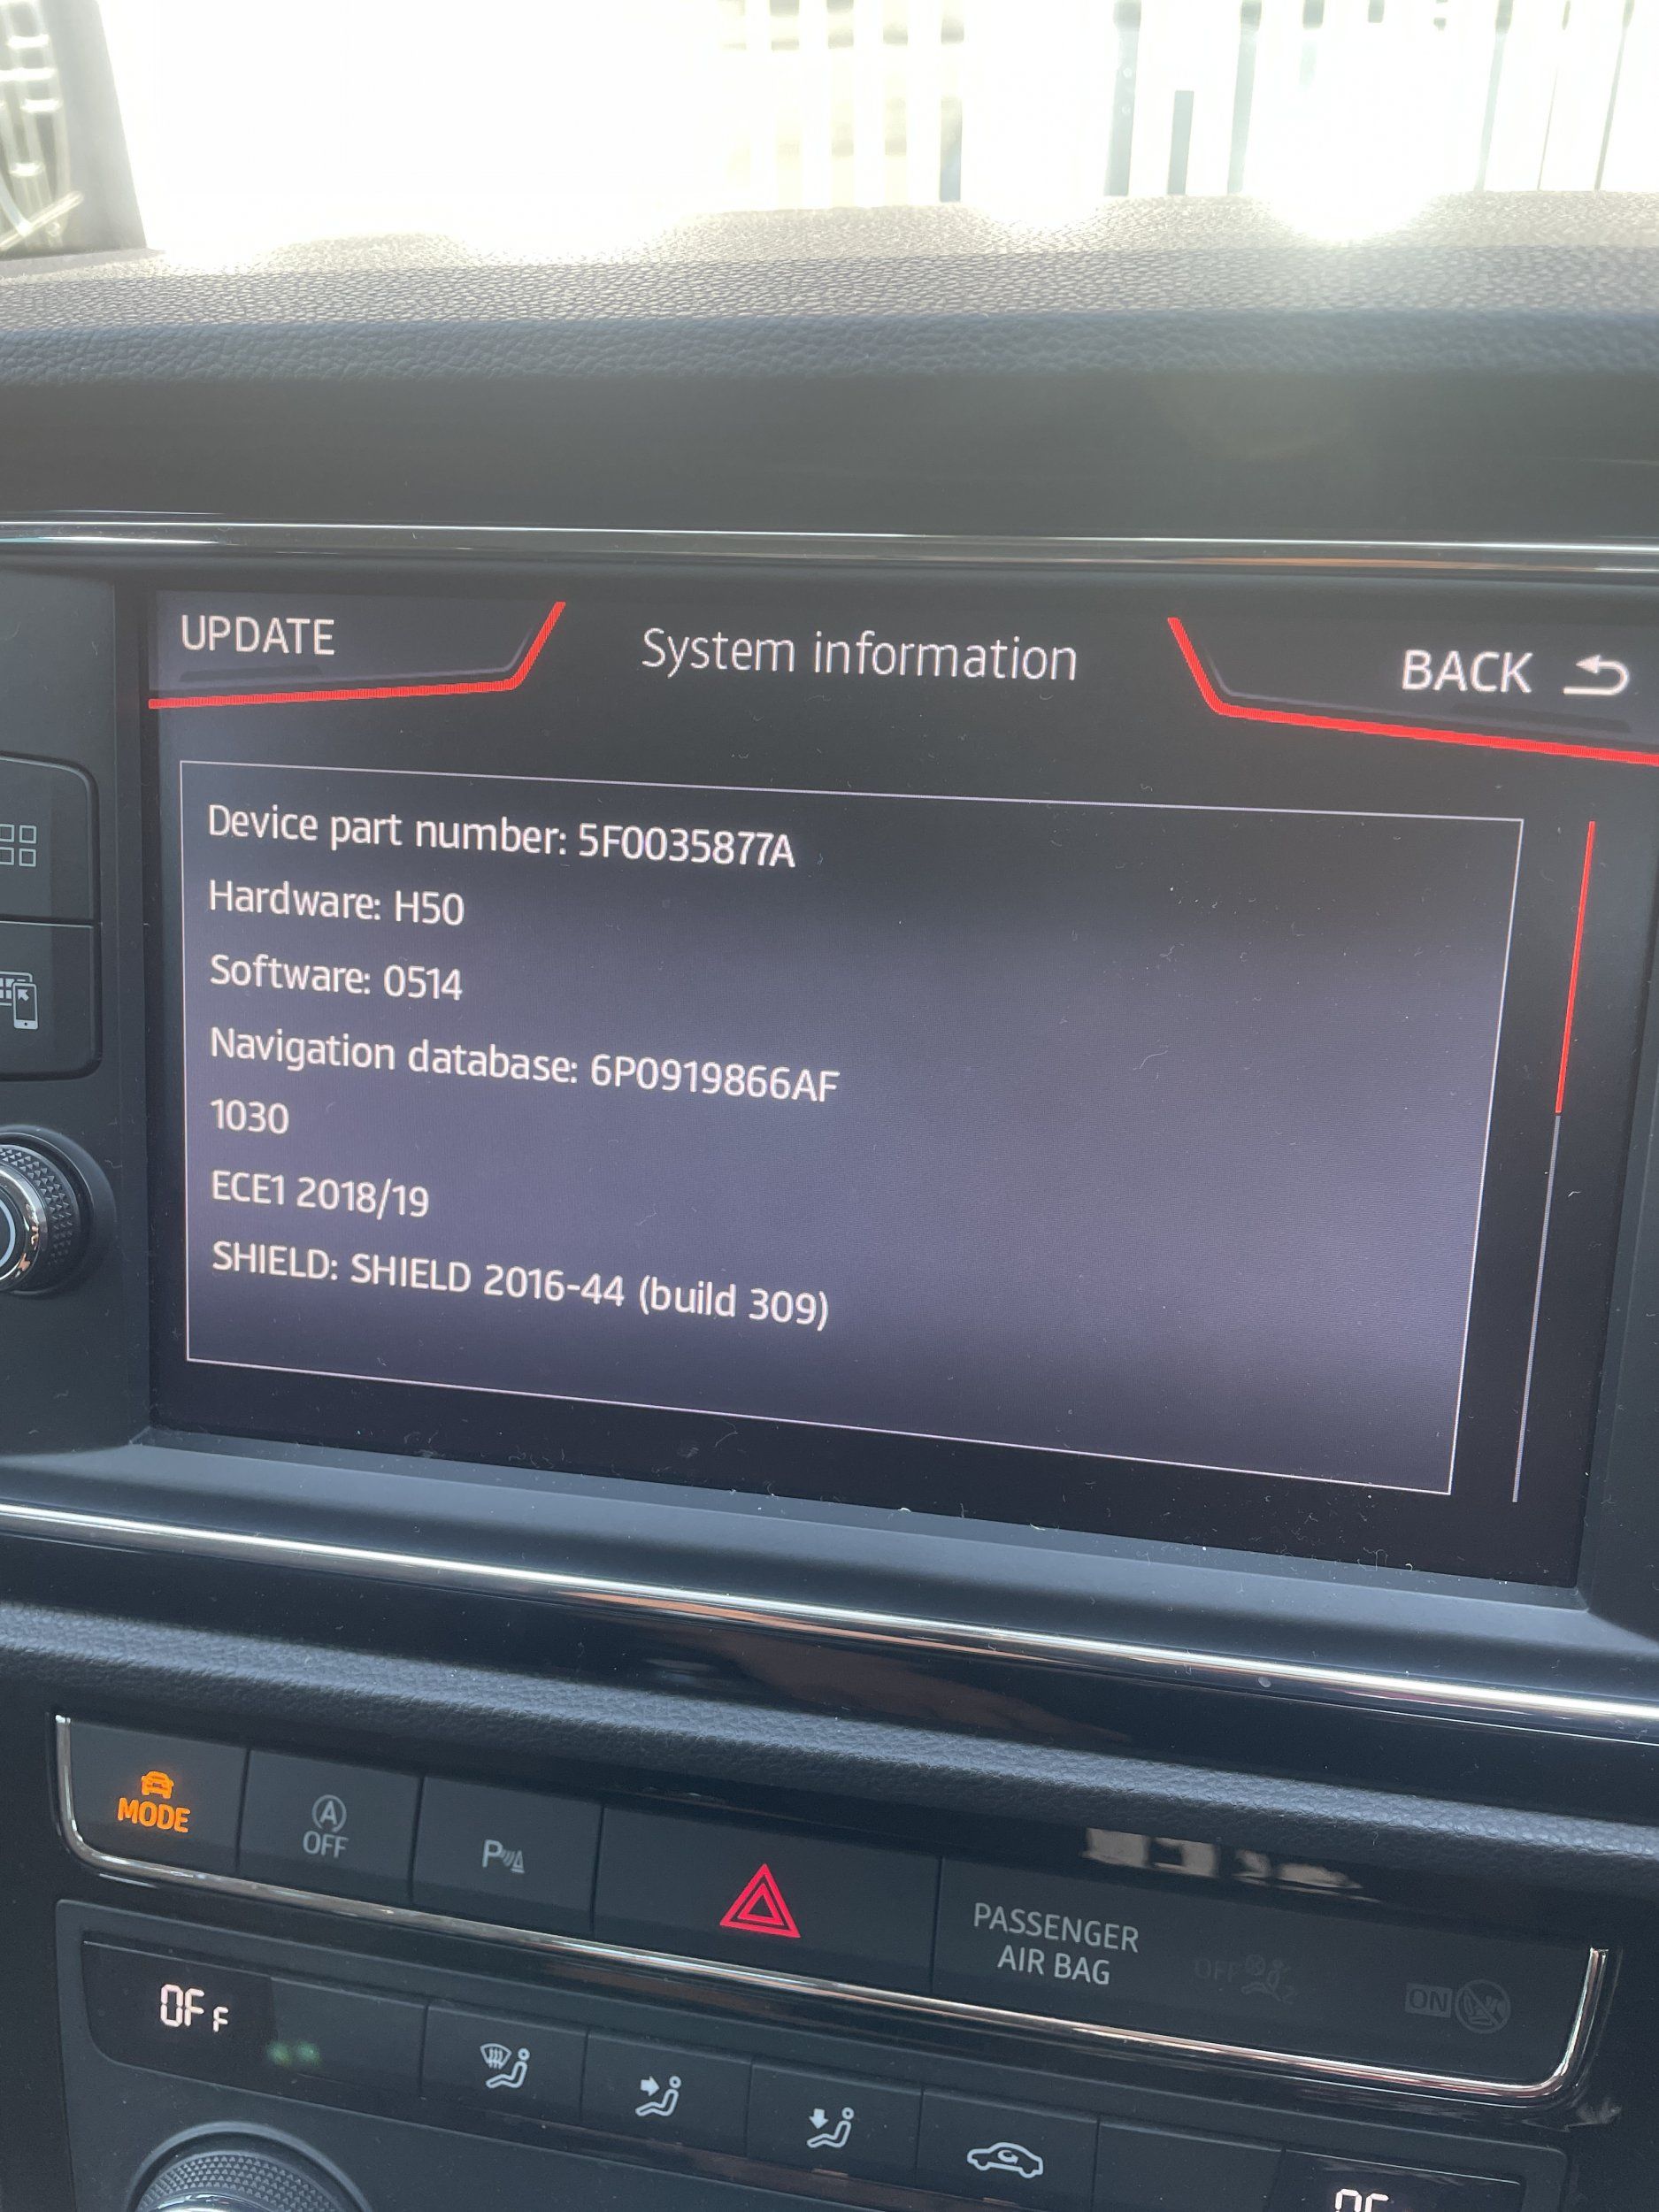 UPDATE
System information
BACK
Device part number: 5F0035877A
Hardware: H50
Software: 0514
Navigation database: 6P0919866AF
1030
ECE1 2018/19
SHIELD: SHIELD 2016-44 (build 309)
MODE
A
OFF
P
PASSENGER
AIR BAG
OFF
ON
OFF